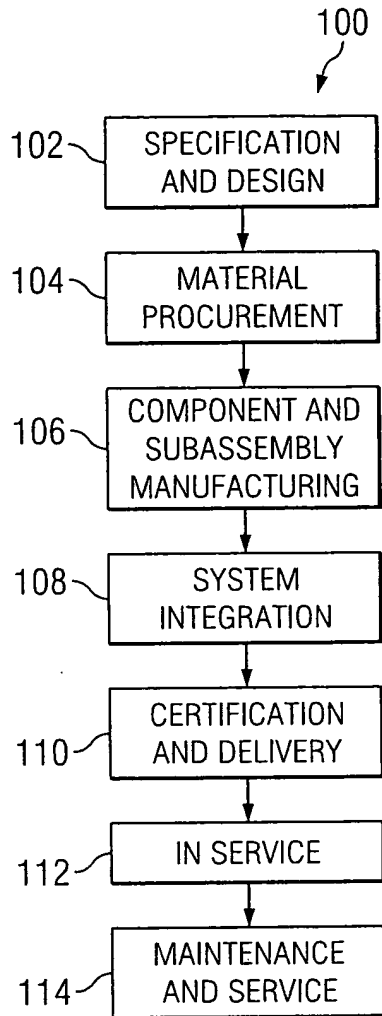 100
102
SPECIFICATION
AND DESIGN
104
MATERIAL
PROCUREMENT
106
COMPONENT AND
SUBASSEMBLY
MANUFACTURING
108
SYSTEM
INTEGRATION
110
CERTIFICATION
AND DELIVERY
112
IN SERVICE
114
MAINTENANCE
AND SERVICE